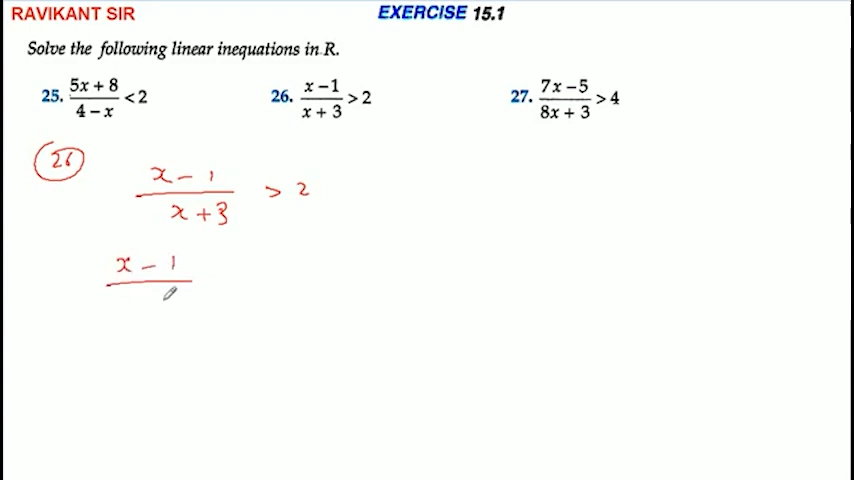 RAVIKANT SIR EXERCISE 15.1
Solve the following linear inequations in R.
25. (5x + 8)/(4 − x) < 2 26. (x − 1)/(x + 3) > 2 27. (7x − 5)/(8x + 3) > 4
26
x − 1
x + 3 > 2
x − 1